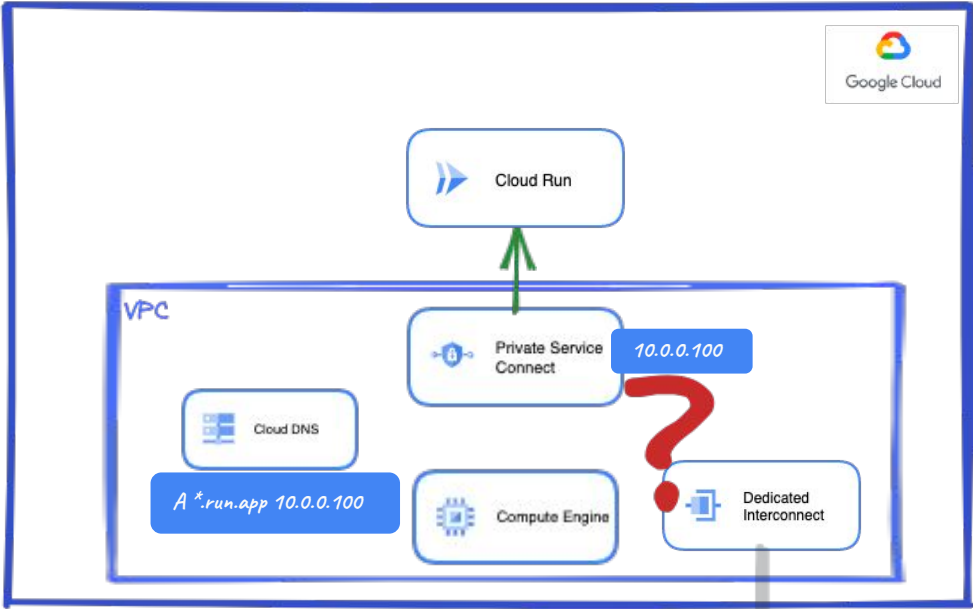 Google Cloud
Cloud Run
VPC
Private Service
Connect
10.0.0.100
Cloud DNS
A *.run.app 10.0.0.100
Compute Engine
?
Dedicated
Interconnect